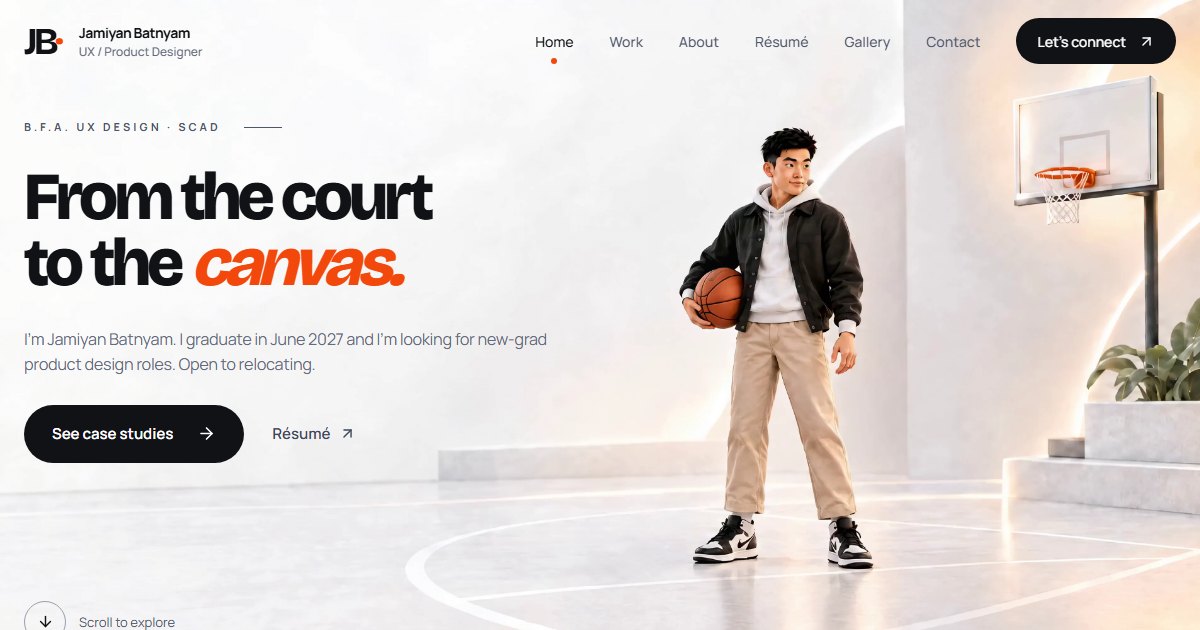 JB
Jamiyan Batnyam
UX / Product Designer
Home
Work
About
Résumé
Gallery
Contact
Let's connect
B.F.A. UX DESIGN · SCAD
From the court
to the canvas.
I'm Jamiyan Batnyam. I graduate in June 2027 and I'm looking for new-grad
product design roles. Open to relocating.
See case studies
Résumé
Scroll to explore